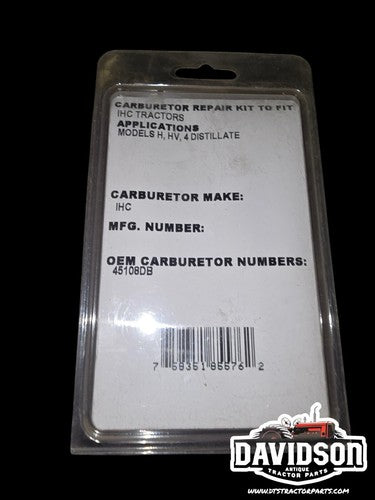 CARBURETOR REPAIR KIT TO FIT
IHC TRACTORS
APPLICATIONS
MODELS H, HV, 4 DISTILLATE
CARBURETOR MAKE:
IHC
MFG. NUMBER:
OEM CARBURETOR NUMBERS:
45108DB
7 59351 85576 2
DAVIDSON
ANTIQUE
TRACTOR PARTS
WWW.DTSTRACTORPARTS.COM